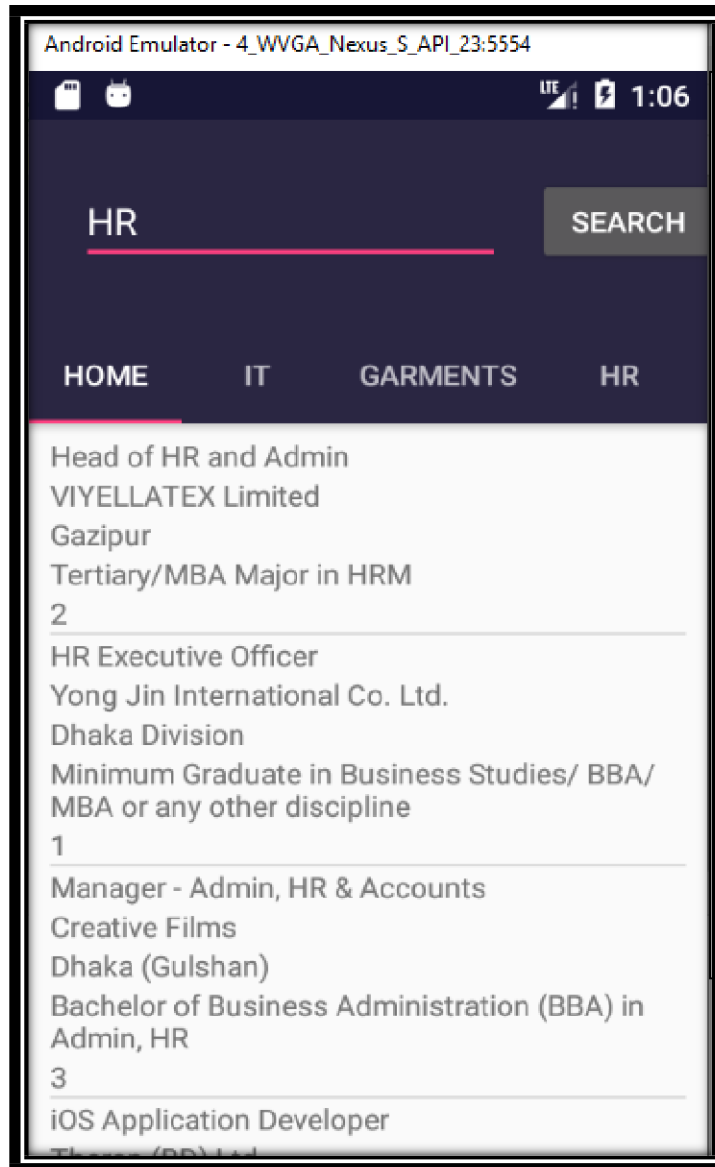 Android Emulator - 4_WVGA_Nexus_S_API_23:5554
LTE 1:06
HR SEARCH
HOME IT GARMENTS HR
Head of HR and Admin
VIYELLATEX Limited
Gazipur
Tertiary/MBA Major in HRM
2
HR Executive Officer
Yong Jin International Co. Ltd.
Dhaka Division
Minimum Graduate in Business Studies/ BBA/
MBA or any other discipline
1
Manager - Admin, HR & Accounts
Creative Films
Dhaka (Gulshan)
Bachelor of Business Administration (BBA) in
Admin, HR
3
iOS Application Developer
(BD) Ltd